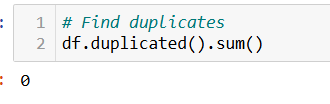 :
1 # Find duplicates
2 df.duplicated().sum()
: 0